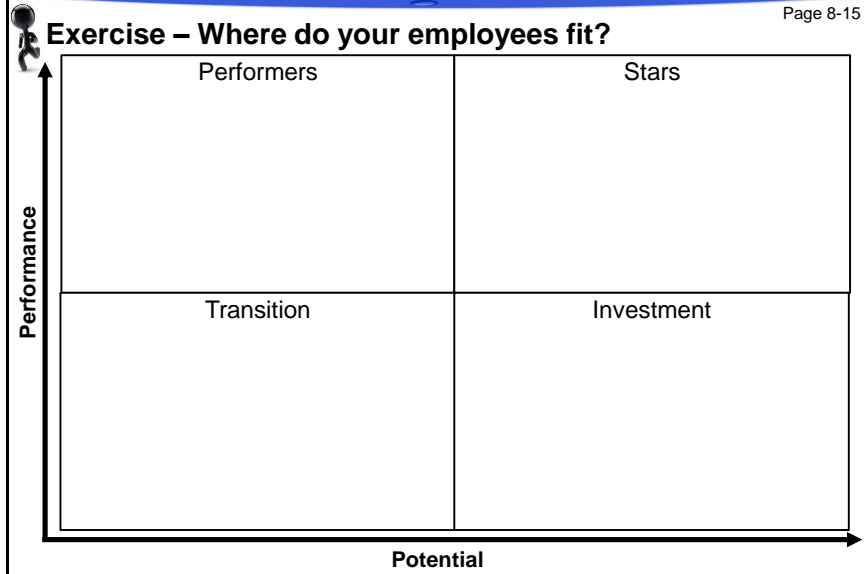 Page 8-15
Exercise – Where do your employees fit?
Performers
Stars
Performance
Transition
Investment
Potential